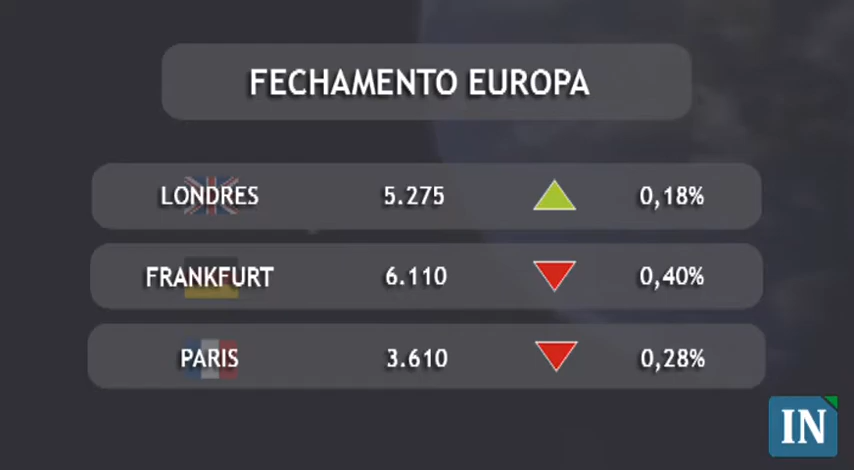 FECHAMENTO EUROPA
LONDRES 5.275 0,18%
FRANKFURT 6.110 0,40%
PARIS 3.610 0,28%
IN